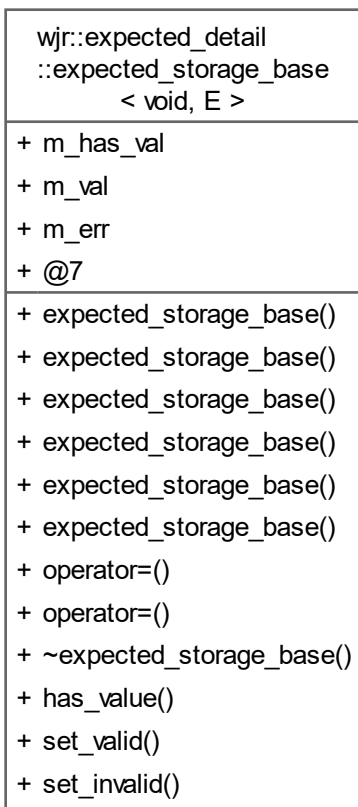 wjr::expected_detail
::expected_storage_base
< void, E >
+ m_has_val
+ m_val
+ m_err
+ @7
+ expected_storage_base()
+ expected_storage_base()
+ expected_storage_base()
+ expected_storage_base()
+ expected_storage_base()
+ expected_storage_base()
+ operator=()
+ operator=()
+ ~expected_storage_base()
+ has_value()
+ set_valid()
+ set_invalid()